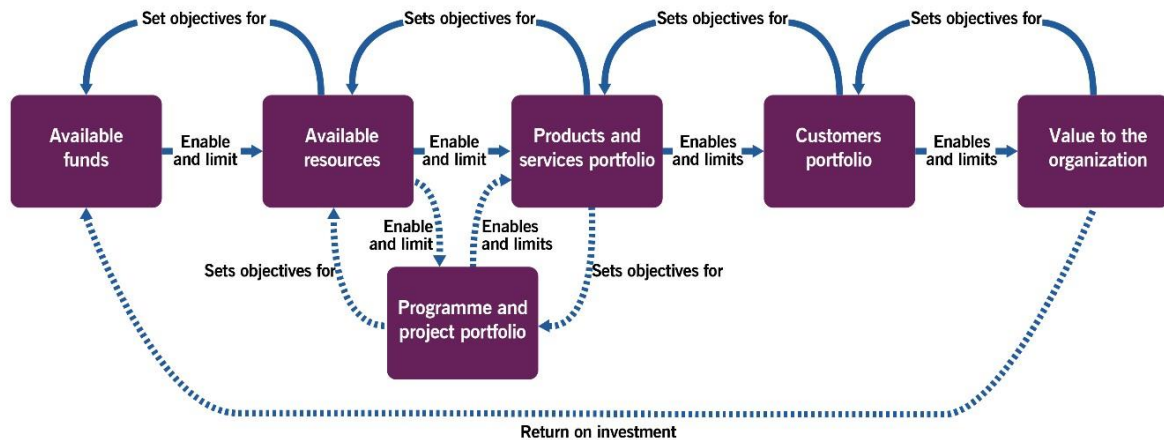 Set objectives for
Sets objectives for
Sets objectives for
Sets objectives for
Available
funds
Enable
and limit
Available
resources
Enable
and limit
Products and
services portfolio
Enables
and limits
Customers
portfolio
Enables
and limits
Value to the
organization
Enable
and limit
Enables
and limits
Sets objectives for
Sets objectives for
Programme and
project portfolio
Return on investment